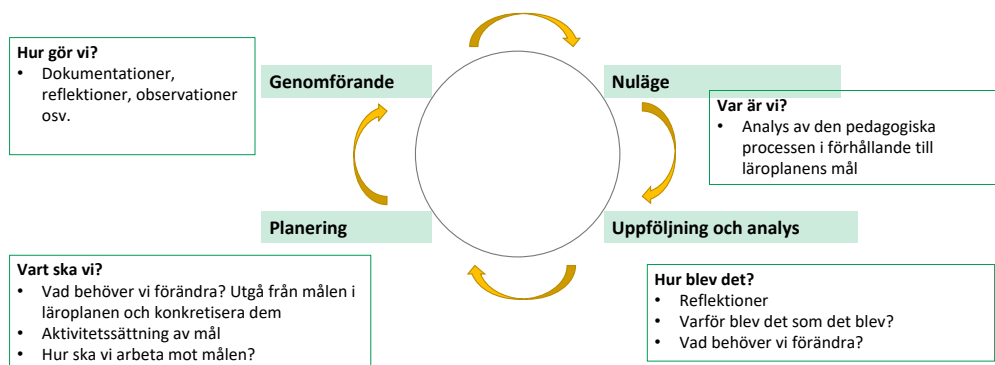 Hur gör vi?
• Dokumentationer,
reflektioner, observationer
osv.
Genomförande
Nuläge
Var är vi?
• Analys av den pedagogiska
processen i förhållande till
läroplanens mål
Planering
Uppföljning och analys
Vart ska vi?
• Vad behöver vi förändra? Utgå från målen i
läroplanen och konkretisera dem
• Aktivitetssättning av mål
• Hur ska vi arbeta mot målen?
Hur blev det?
• Reflektioner
• Varför blev det som det blev?
• Vad behöver vi förändra?